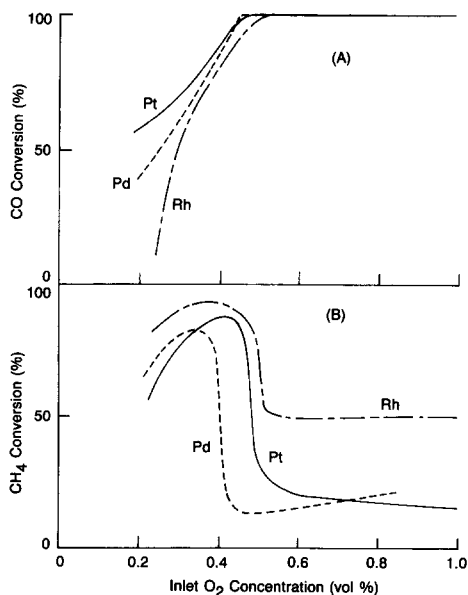 100
(A)
Pt
CO Conversion (%)
50
Pd
Rh
0
100
(B)
CH4 Conversion (%)
Rh
50
Pd
Pt
0
0 0.2 0.4 0.6 0.8 1.0
Inlet O2 Concentration (vol %)